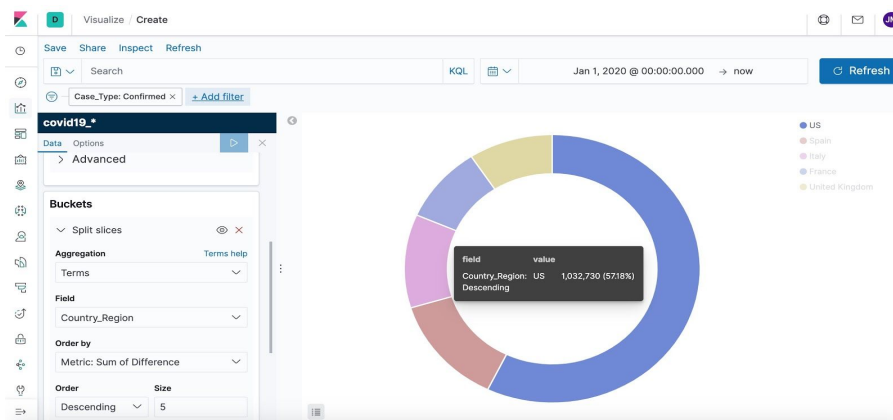 D Visualize / Create JM
Save Share Inspect Refresh
Search KQL Jan 1, 2020 @ 00:00:00.000 → now Refresh
Case_Type: Confirmed × + Add filter
covid19_*
Data Options
Advanced
Buckets
Split slices
Aggregation Terms help
Terms
Field
Country_Region
Order by
Metric: Sum of Difference
Order Size
Descending 5
field value
Country_Region: US 1,032,730 (57.18%)
Descending
US
Spain
Italy
France
United Kingdom